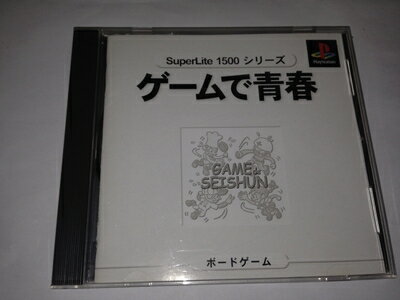 SuperLite 1500 シリーズ
PlayStation
ゲームで青春
GAME &
SEISHUN
ボードゲーム